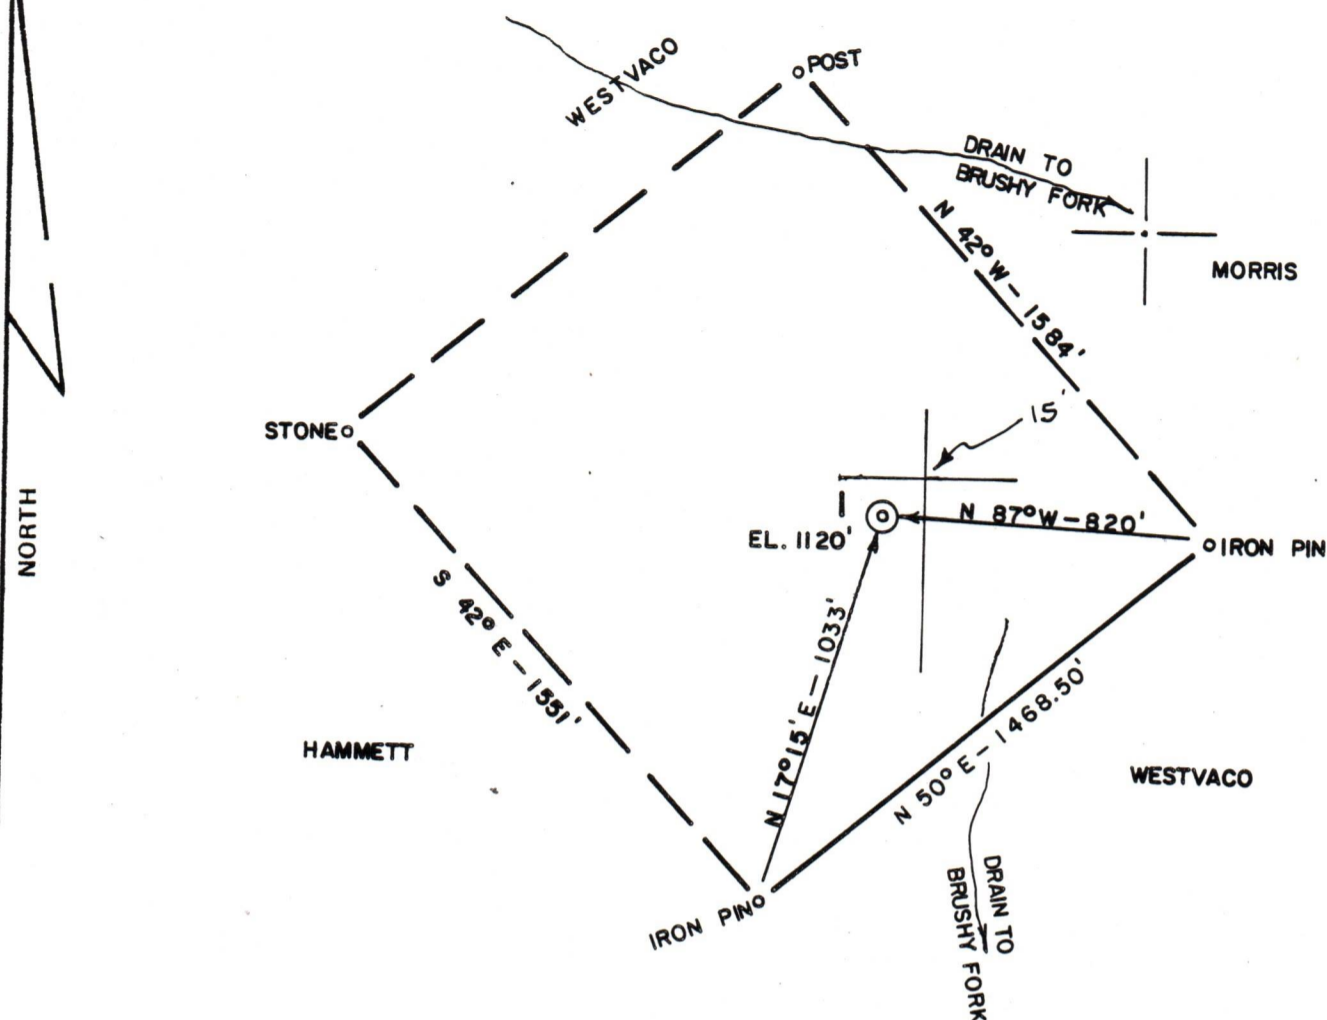 WESTVACO
POST
DRAIN TO
BRUSHY FORK
N 42° W - 1584'
MORRIS
15'
STONE
NORTH
EL. 1120'
N 87° W - 820'
IRON PIN
S 42° E - 1551'
N 17° 15' E - 1033'
HAMMETT
N 50° E - 1468.50'
WESTVACO
IRON PIN
DRAIN TO
BRUSHY FORK